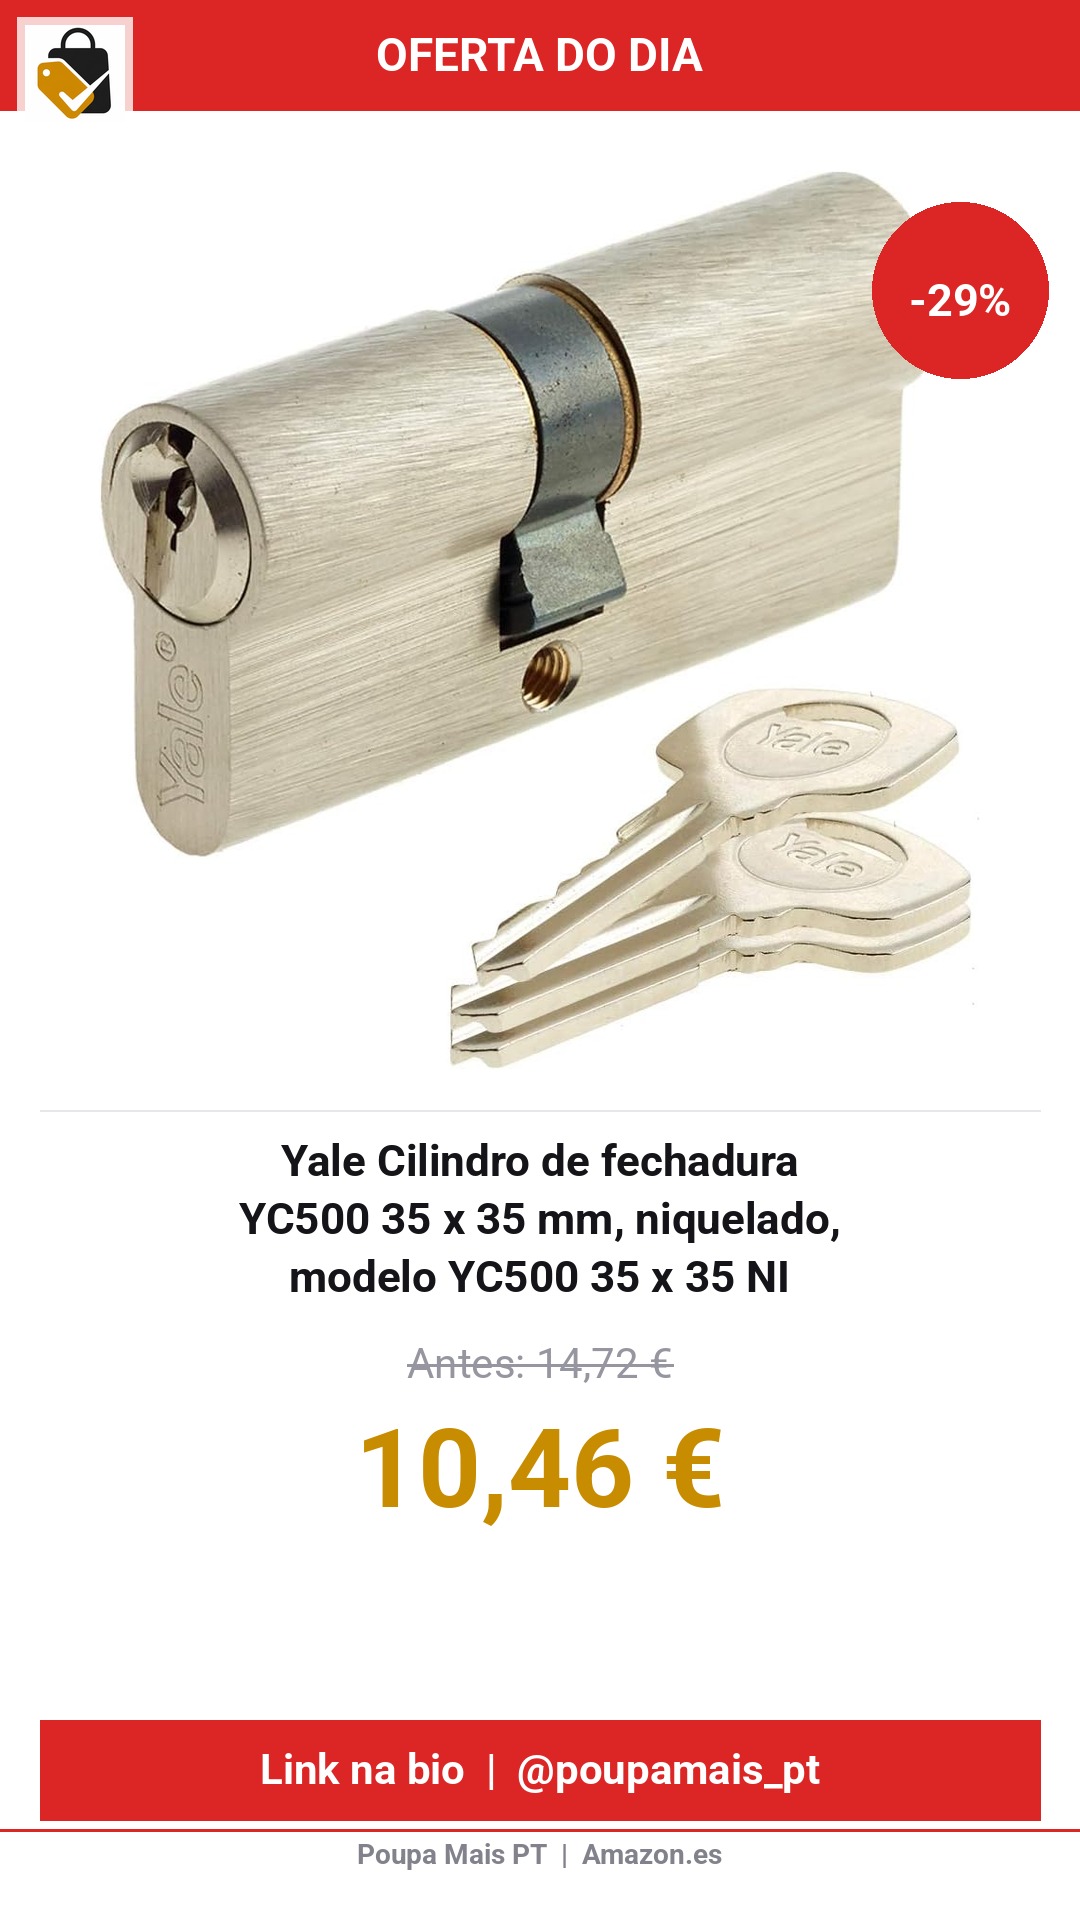 OFERTA DO DIA
-29%
Yale®
Yale
Yale
Yale Cilindro de fechadura
YC500 35 x 35 mm, niquelado,
modelo YC500 35 x 35 NI
Antes: 14,72 €
10,46 €
Link na bio | @poupamais_pt
Poupa Mais PT | Amazon.es